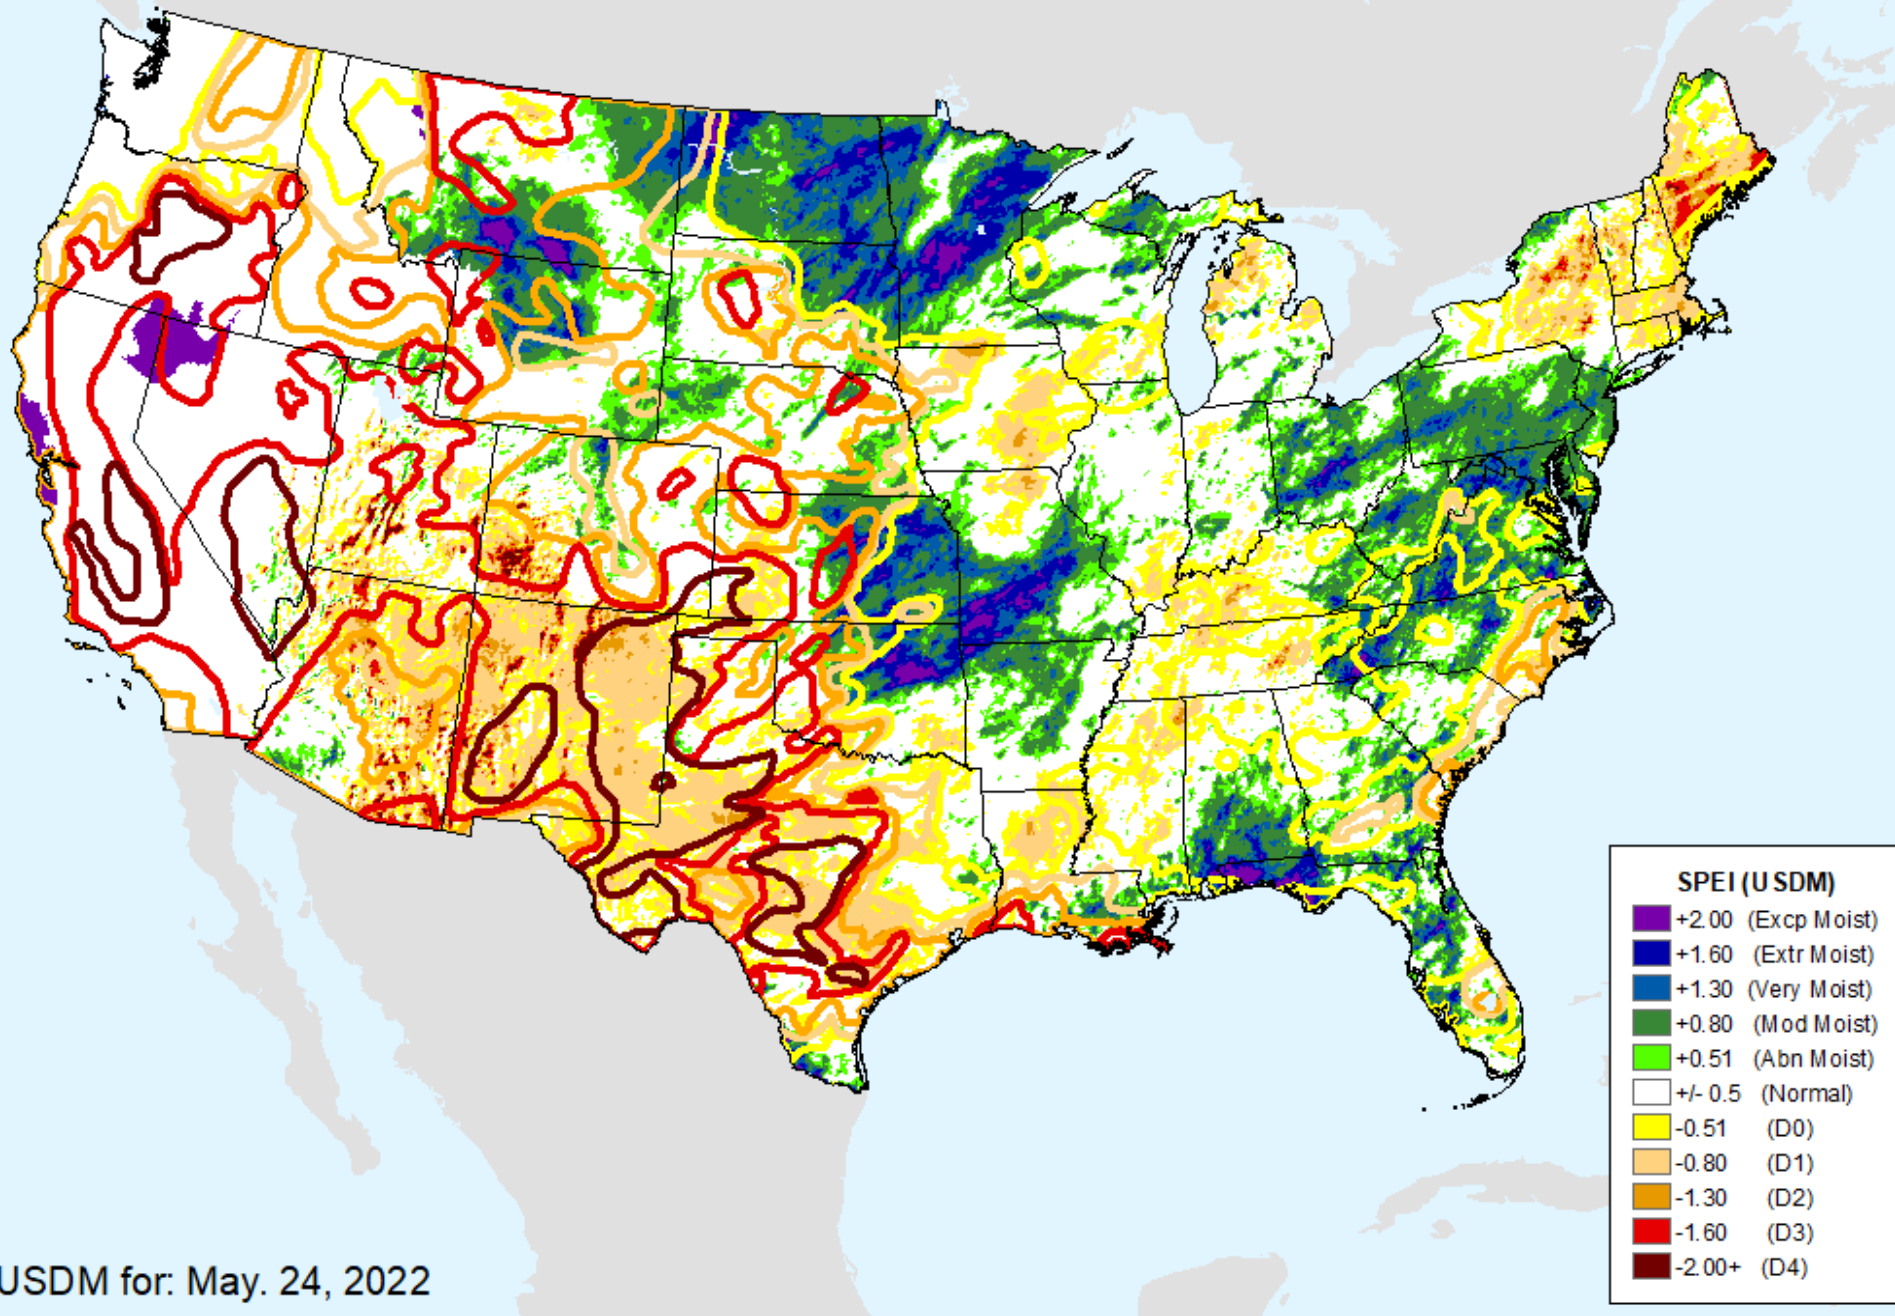 SPEI (USDM)
+2.00 (Excp Moist)
+1.60 (Extr Moist)
+1.30 (Very Moist)
+0.80 (Mod Moist)
+0.51 (Abn Moist)
+/- 0.5 (Normal)
-0.51 (D0)
-0.80 (D1)
-1.30 (D2)
-1.60 (D3)
-2.00+ (D4)
USDM for: May. 24, 2022